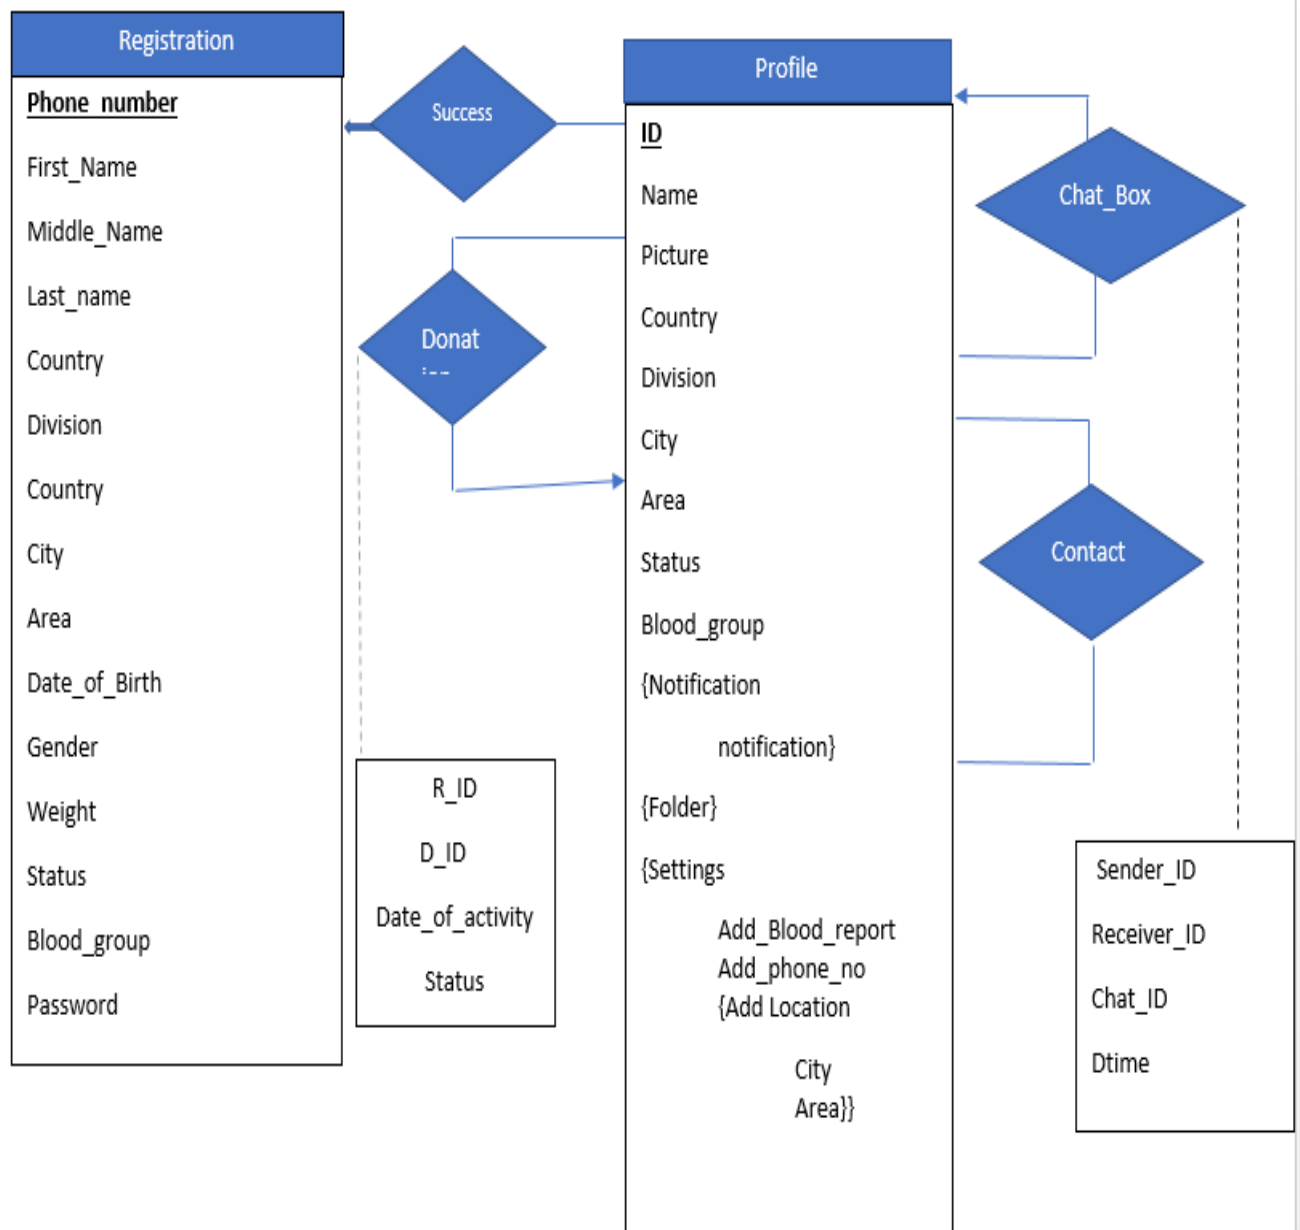 Registration
Phone_number
First_Name
Middle_Name
Last_name
Country
Division
Country
City
Area
Date_of_Birth
Gender
Weight
Status
Blood_group
Password
Success
Donat
R_ID
D_ID
Date_of_activity
Status
Profile
ID
Name
Picture
Country
Division
City
Area
Status
Blood_group
{Notification
notification}
{Folder}
{Settings
Add_Blood_report
Add_phone_no
{Add Location
City
Area}}
Chat_Box
Contact
Sender_ID
Receiver_ID
Chat_ID
Dtime